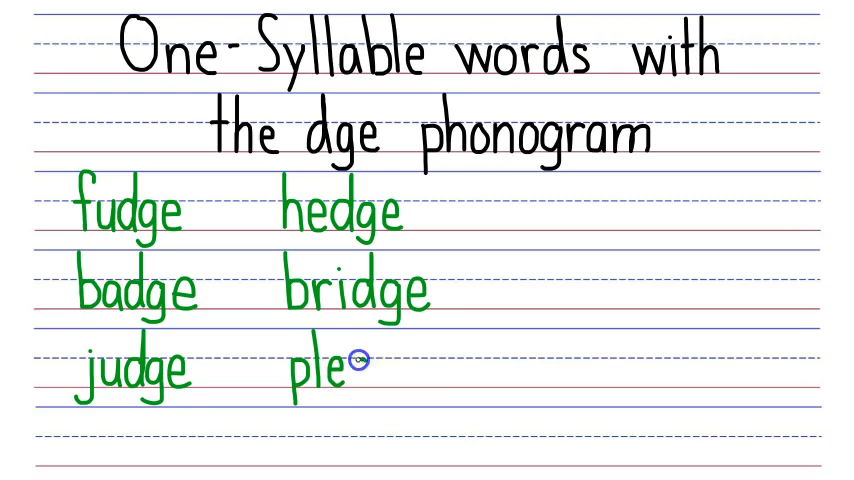 One-Syllable words with
the dge phonogram
fudge hedge
badge bridge
judge ple